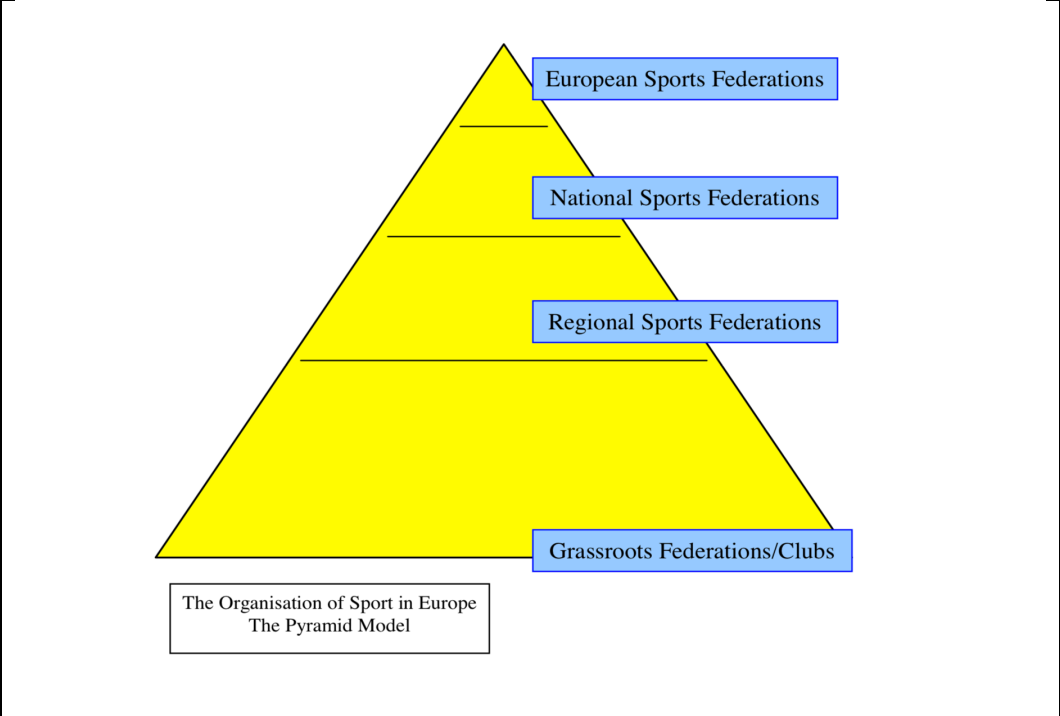 European Sports Federations
National Sports Federations
Regional Sports Federations
Grassroots Federations/Clubs
The Organisation of Sport in Europe
The Pyramid Model